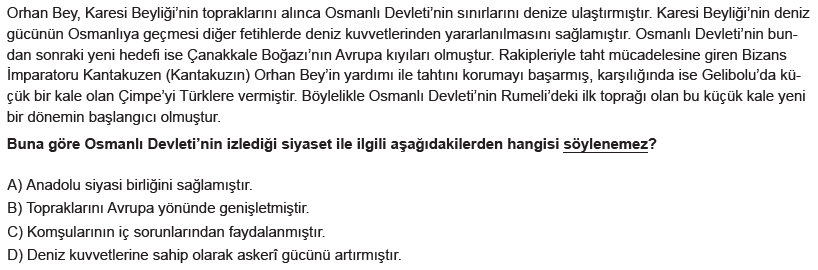 Orhan Bey, Karesi Beyliği’nin topraklarını alınca Osmanlı Devleti’nin sınırlarını denize ulaştırmıştır. Karesi Beyliği’nin deniz
gücünün Osmanlıya geçmesi diğer fetihlerde deniz kuvvetlerinden yararlanılmasını sağlamıştır. Osmanlı Devleti’nin bun-
dan sonraki yeni hedefi ise Çanakkale Boğazı’nın Avrupa kıyıları olmuştur. Rakipleriyle taht mücadelesine giren Bizans
İmparatoru Kantakuzen (Kantakuzın) Orhan Bey’in yardımı ile tahtını korumayı başarmış, karşılığında ise Gelibolu’da kü-
çük bir kale olan Çimpe’yi Türklere vermiştir. Böylelikle Osmanlı Devleti’nin Rumeli’deki ilk toprağı olan bu küçük kale yeni
bir dönemin başlangıcı olmuştur.
Buna göre Osmanlı Devleti’nin izlediği siyaset ile ilgili aşağıdakilerden hangisi söylenemez?
A) Anadolu siyasi birliğini sağlamıştır.
B) Topraklarını Avrupa yönünde genişletmiştir.
C) Komşularının iç sorunlarından faydalanmıştır.
D) Deniz kuvvetlerine sahip olarak askerî gücünü artırmıştır.